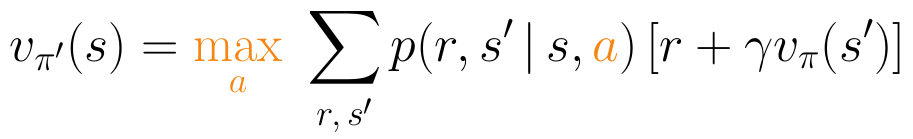 v_{π′}(s) = max_a ∑_{r, s′} p(r, s′ | s, a) [r + γv_π(s′)]